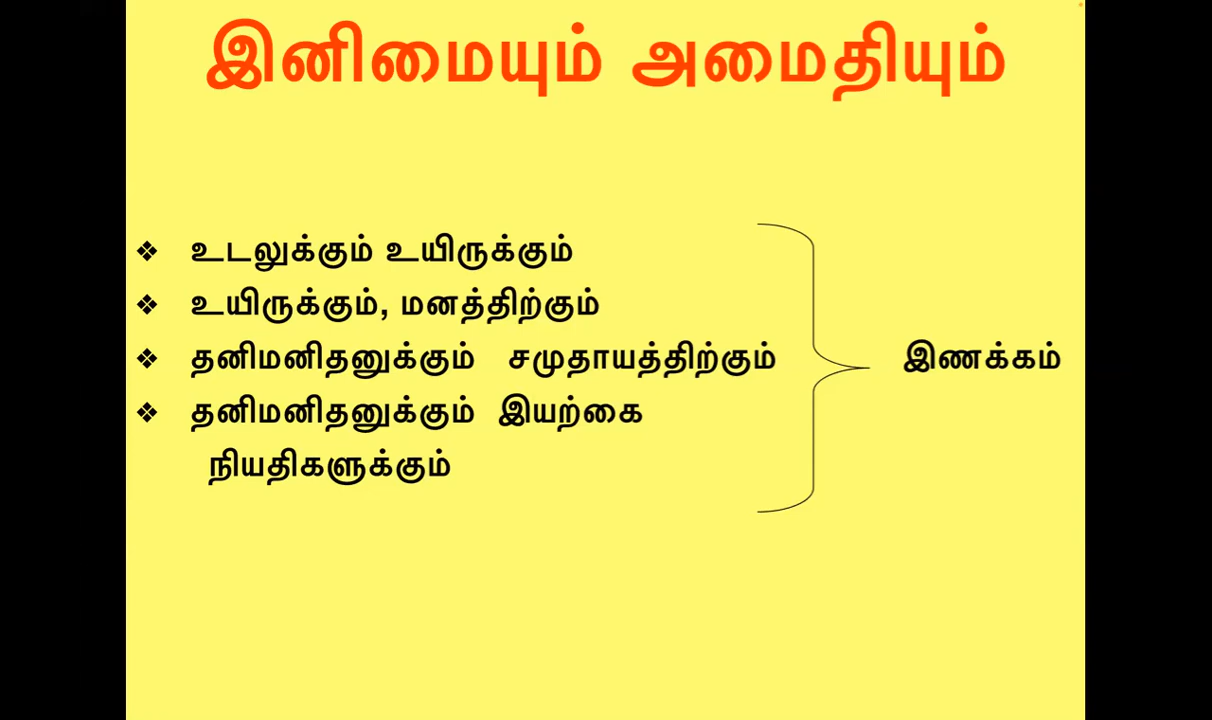 இனிமையும் அமைதியும்
❖ உடலுக்கும் உயிருக்கும்
❖ உயிருக்கும், மனத்திற்கும்
❖ தனிமனிதனுக்கும் சமுதாயத்திற்கும்
❖ தனிமனிதனுக்கும் இயற்கை
நியதிகளுக்கும்
இணக்கம்